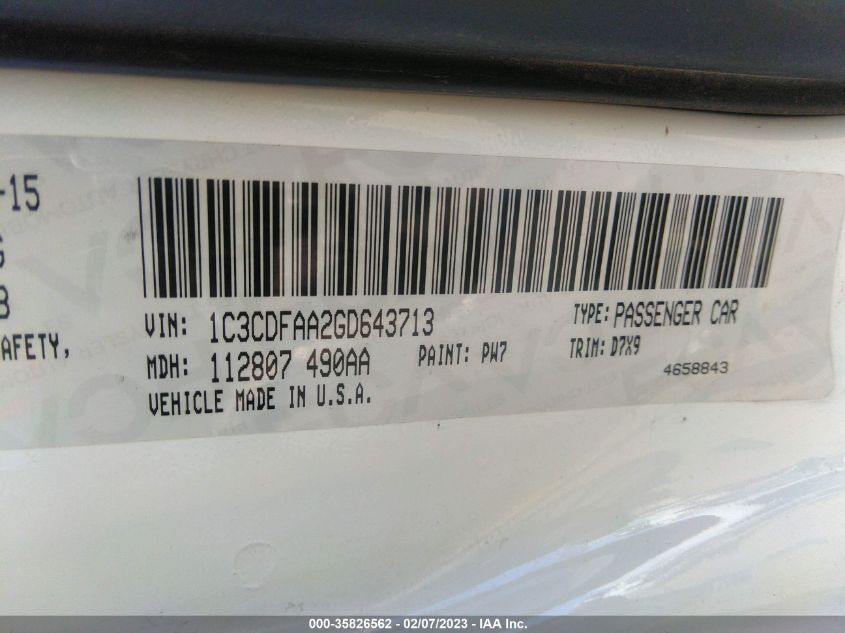 -15
G
B
AFETY,
VIN: 1C3CDFAA2GD643713
TYPE: PASSENGER CAR
MDH: 112807 490AA
PAINT: PW7
TRIM: D7X9
VEHICLE MADE IN U.S.A.
4658843
000-35826562 - 02/07/2023 - IAA Inc.